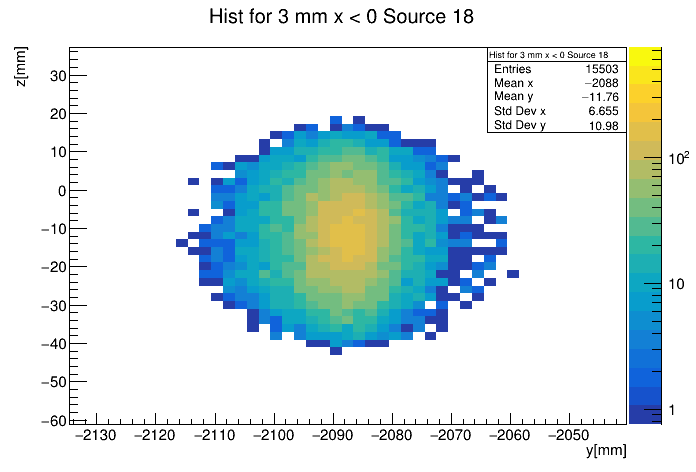 Hist for 3 mm x < 0 Source 18
z[mm]
Hist for 3 mm x < 0 Source 18
Entries 15503
Mean x −2088
Mean y −11.76
Std Dev x 6.655
Std Dev y 10.98
30
20
10
0
−10
−20
−30
−40
−50
−60
10²
10
1
−2130 −2120 −2110 −2100 −2090 −2080 −2070 −2060 −2050
y[mm]